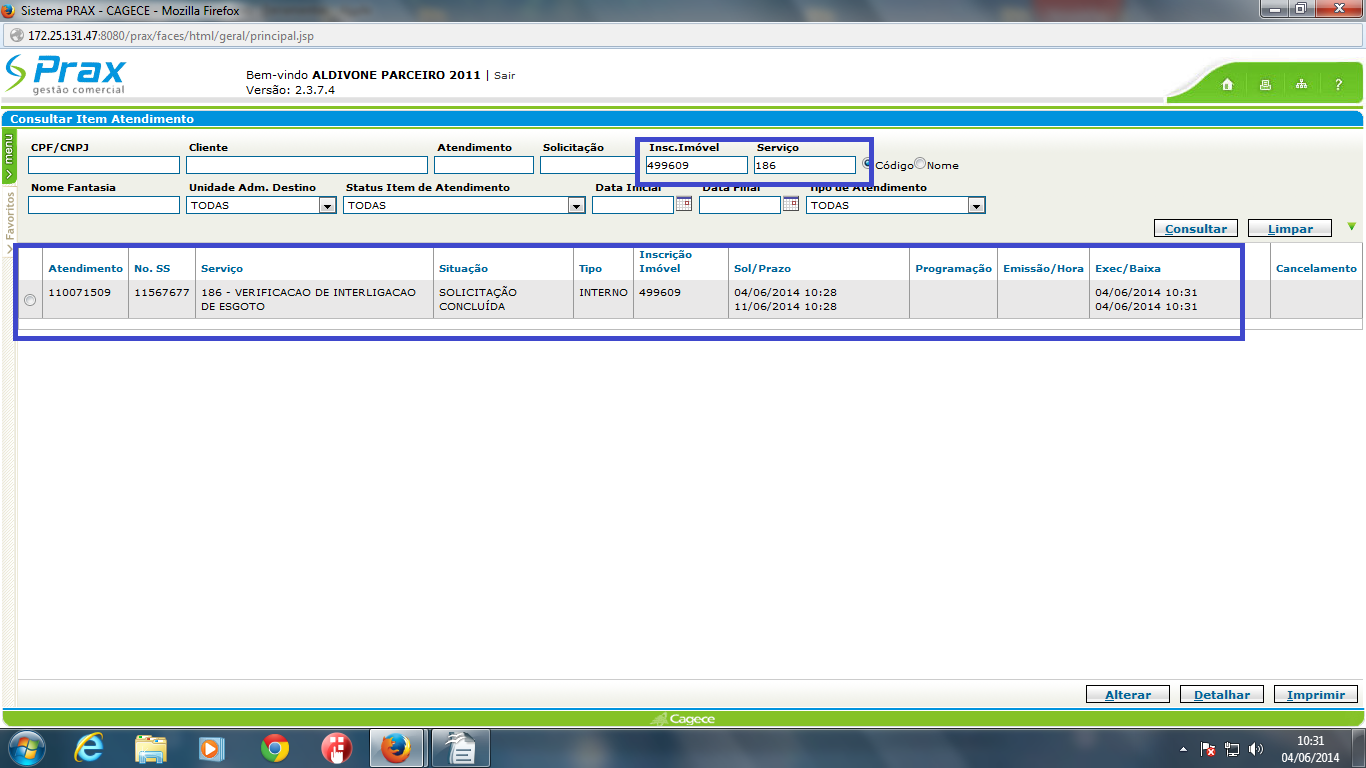 Sistema PRAX - CAGECE - Mozilla Firefox
172.25.131.47:8080/prax/faces/html/geral/principal.jsp
Prax
gestão comercial
Bem-vindo ALDIVONE PARCEIRO 2011 | Sair
Versão: 2.3.7.4
?
Consultar Item Atendimento
menu
Favoritos
CPF/CNPJ Cliente Atendimento Solicitação Insc.Imóvel Serviço
499609 186 Código Nome
Nome Fantasia Unidade Adm. Destino Status Item de Atendimento Data Inicial Data Final Tipo de Atendimento
TODAS TODAS TODAS
Consultar Limpar
Atendimento No. SS Serviço Situação Tipo Inscrição Imóvel Sol/Prazo Programação Emissão/Hora Exec/Baixa Cancelamento
110071509 11567677 186 - VERIFICACAO DE INTERLIGACAO SOLICITAÇÃO INTERNO 499609 04/06/2014 10:28 04/06/2014 10:31
DE ESGOTO CONCLUÍDA 11/06/2014 10:28 04/06/2014 10:31
Alterar Detalhar Imprimir
Cagece
10:31
04/06/2014